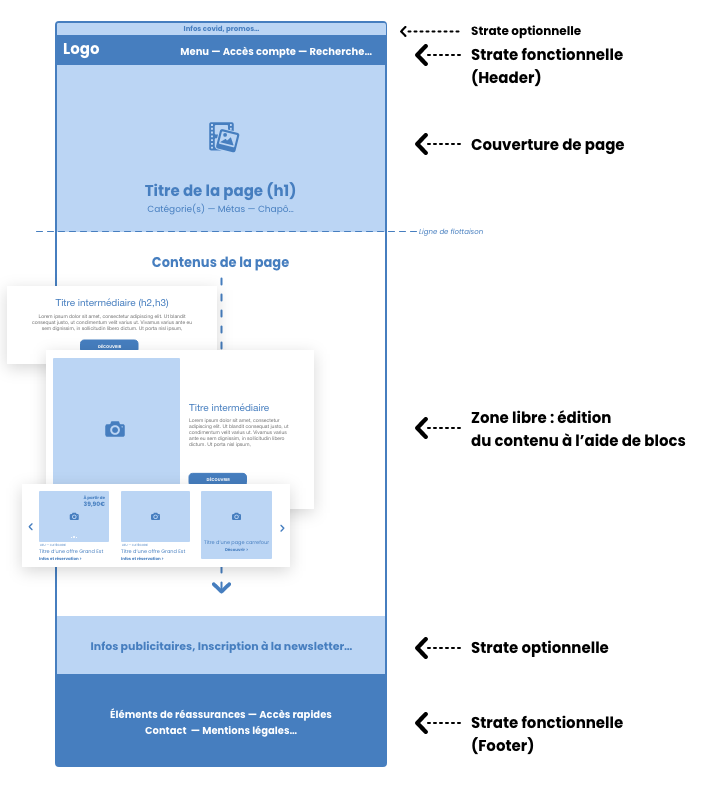 Infos covid, promos...
Strate optionnelle
Logo
Menu — Accès compte — Recherche...
Strate fonctionnelle
(Header)
Couverture de page
Titre de la page (h1)
Catégorie(s) — Métas — Chapô...
Ligne de flottaison
Contenus de la page
Titre intermédiaire (h2,h3)
Lorem ipsum dolor sit amet, consectetur adipiscing elit. Ut blandit
consequat justo, ut condimentum velit varius ut. Vivamus varius ante eu
sem dignissim, in sollicitudin libero dictum. Ut porta nisl ipsum,
DÉCOUVRIR
Titre intermédiaire
Lorem ipsum dolor sit amet, consectetur
adipiscing elit. Ut blandit consequat justo, ut
condimentum velit varius ut. Vivamus varius
ante eu sem dignissim, in sollicitudin libero
dictum. Ut porta nisl ipsum,
DÉCOUVRIR
Zone libre : édition
du contenu à l'aide de blocs
À partir de
39,90€
Titre d'une offre Grand Est
Infos et réservation >
Titre d'une offre Grand Est
Infos et réservation >
Titre d'une page carrefour
Découvrir >
Infos publicitaires, Inscription à la newsletter...
Strate optionnelle
Éléments de réassurances — Accès rapides
Contact — Mentions légales...
Strate fonctionnelle
(Footer)